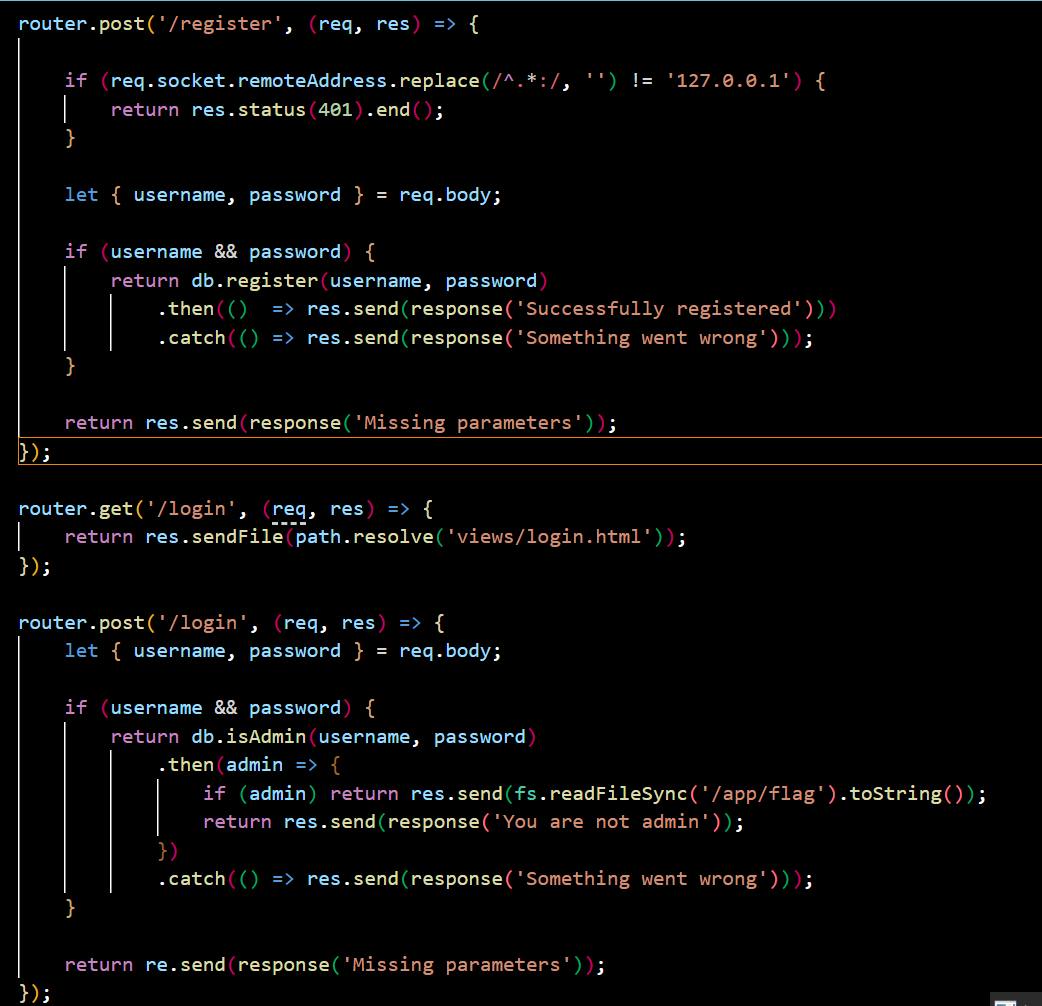 router.post('/register', (req, res) => {
if (req.socket.remoteAddress.replace(/^.*:/, '') != '127.0.0.1') {
return res.status(401).end();
}
let { username, password } = req.body;
if (username && password) {
return db.register(username, password)
.then(()  => res.send(response('Successfully registered')))
.catch(() => res.send(response('Something went wrong')));
}
return res.send(response('Missing parameters'));
});
router.get('/login', (req, res) => {
return res.sendFile(path.resolve('views/login.html'));
});
router.post('/login', (req, res) => {
let { username, password } = req.body;
if (username && password) {
return db.isAdmin(username, password)
.then(admin => {
if (admin) return res.send(fs.readFileSync('/app/flag').toString());
return res.send(response('You are not admin'));
})
.catch(() => res.send(response('Something went wrong')));
}
return re.send(response('Missing parameters'));
});